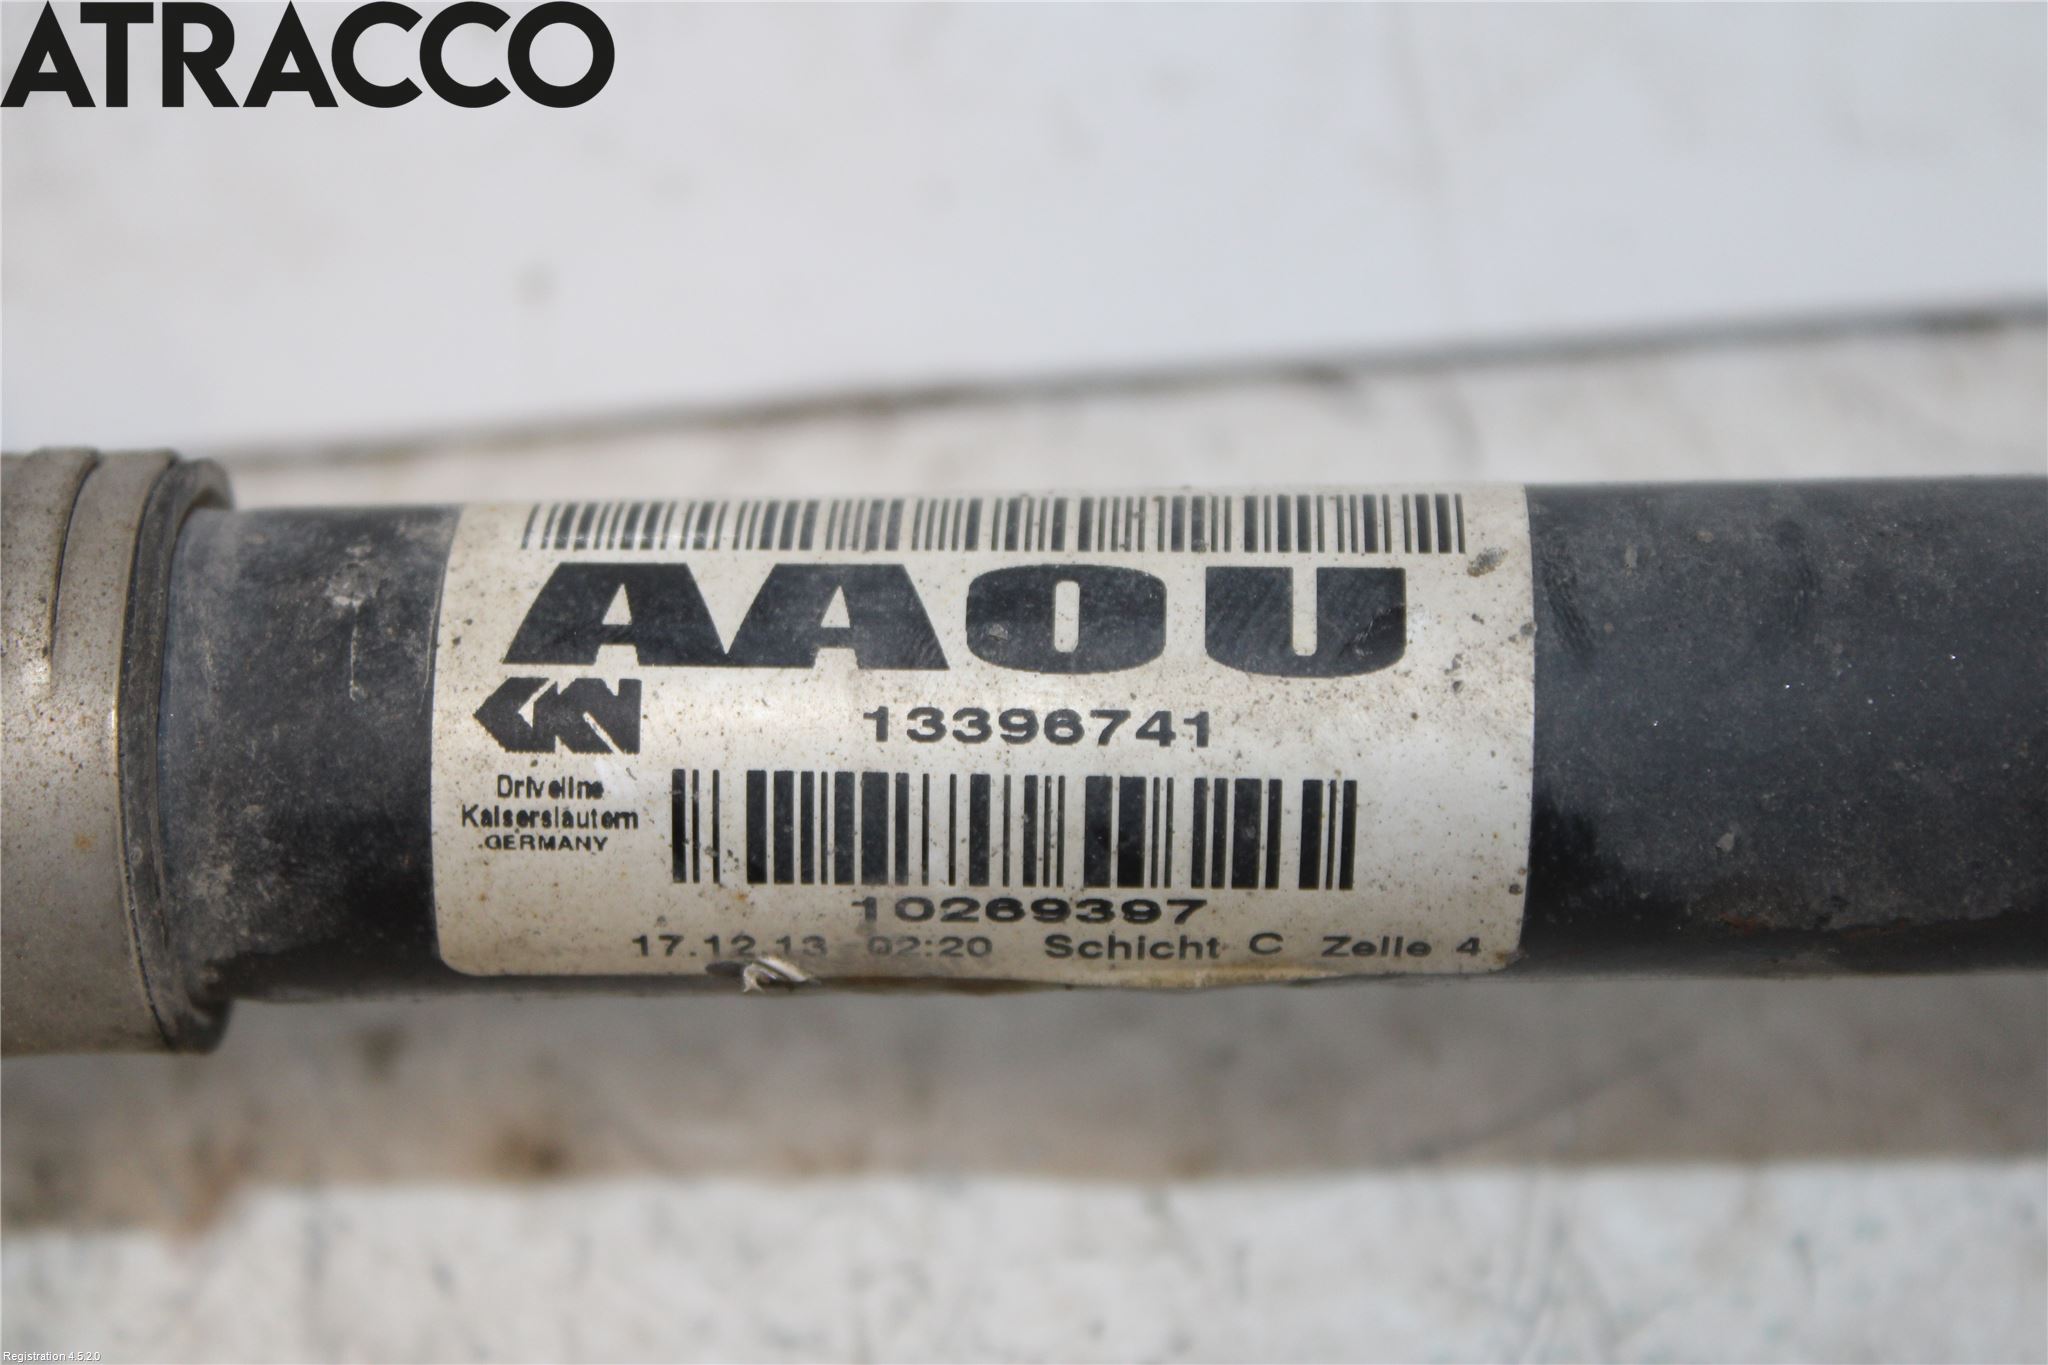 ATRACCO
AAOU
GKN
13396741
Driveline
Kaiserslautern
GERMANY
10269397
17.12.13 02:20 Schicht C Zelle 4
Registration 4.5.2.0